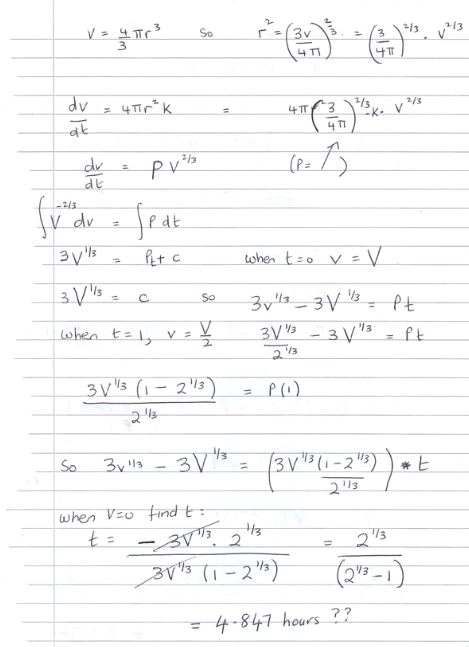 V = 4/3 πr³ So r² = (3v/4π)^2/3 = (3/4π)^2/3 . V^2/3
dv/dt = 4πr²k = 4π(3/4π)^2/3 . k. V^2/3
dv/dt = PV^2/3 (P= ↗)
∫V^-2/3 dv = ∫P dt
3V^1/3 = Pt + c when t=0 v = V
3V^1/3 = c so 3v^1/3 – 3V^1/3 = Pt
when t=1, v = V/2 3V^1/3 / 2^1/3 – 3V^1/3 = Pt
3V^1/3 (1 – 2^1/3) / 2^1/3 = P(1)
So 3v^1/3 – 3V^1/3 = (3V^1/3 (1–2^1/3) / 2^1/3) * t
when V=0 find t :
t = –3V^1/3 . 2^1/3 / 3V^1/3 (1 – 2^1/3) = 2^1/3 / (2^1/3 – 1)
= 4.847 hours ??